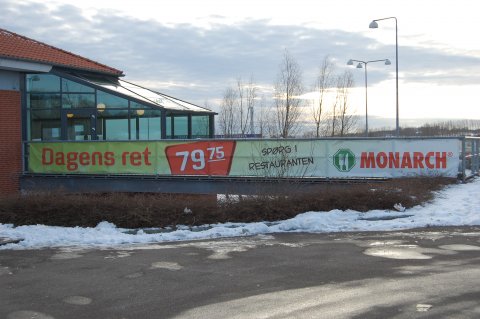 Dagens ret
79.75
SPØRG I
RESTAURANTEN
MONARCH®